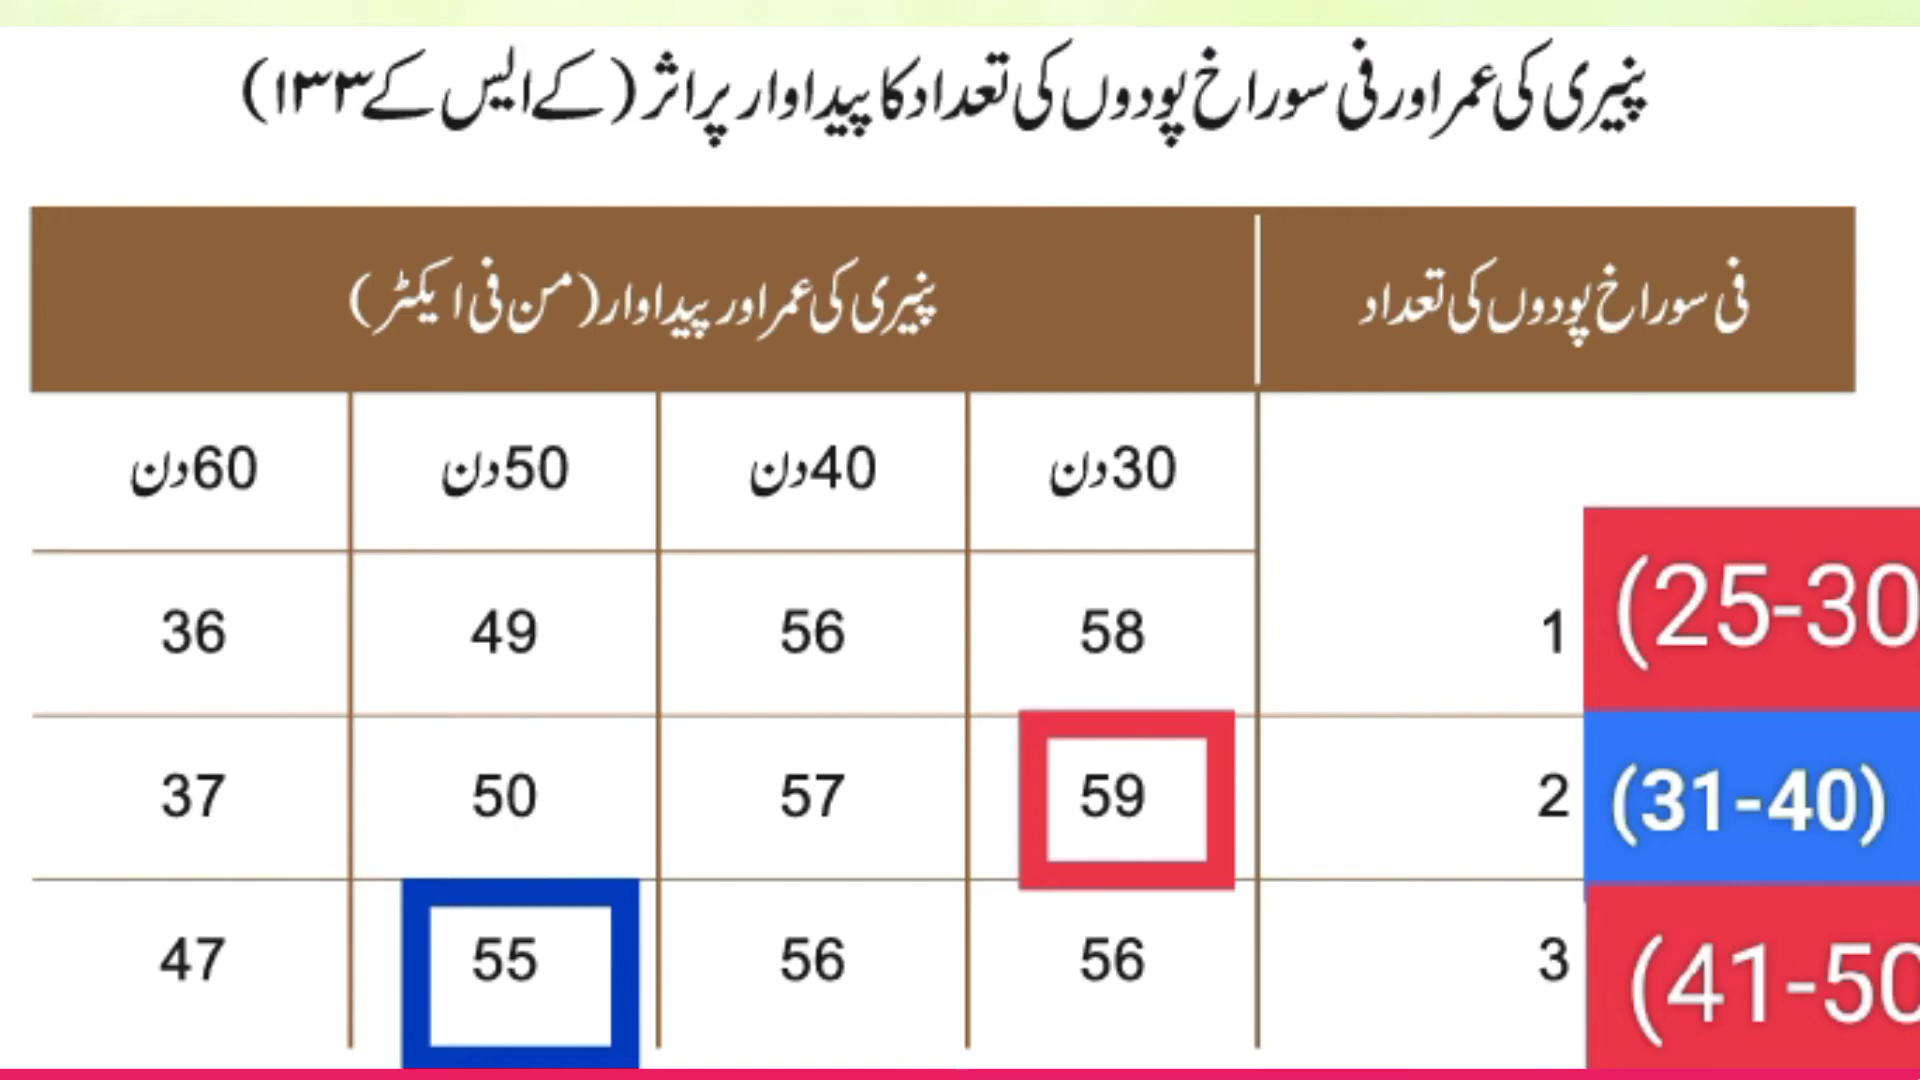 پنیری کی عمر اور فی سوراخ پودوں کی تعداد کا پیداوار پر اثر (کے ایس کے ۱۳۳)
فی سوراخ پودوں کی تعداد پنیری کی عمر اور پیداوار (من فی ایکٹر)
30دن 40دن 50دن 60دن
(25-30 1 58 56 49 36
(31-40) 2 59 57 50 37
(41-50 3 56 56 55 47